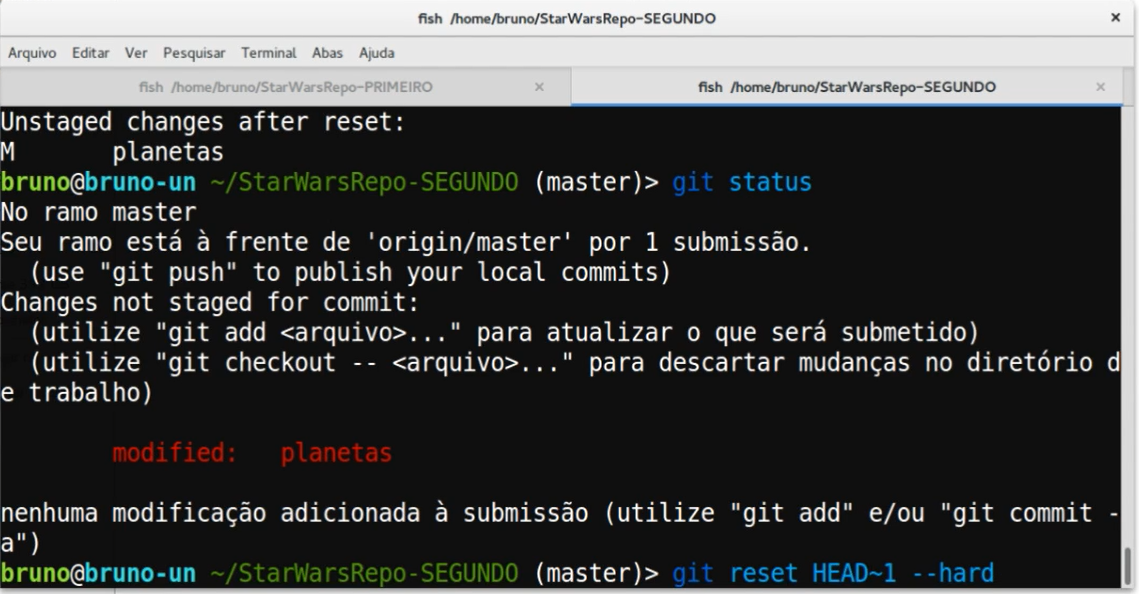 fish /home/bruno/StarWarsRepo-SEGUNDO ×
Arquivo Editar Ver Pesquisar Terminal Abas Ajuda
fish /home/bruno/StarWarsRepo-PRIMEIRO × fish /home/bruno/StarWarsRepo-SEGUNDO ×
Unstaged changes after reset:
M planetas
bruno@bruno-un ~/StarWarsRepo-SEGUNDO (master)> git status
No ramo master
Seu ramo está à frente de 'origin/master' por 1 submissão.
(use "git push" to publish your local commits)
Changes not staged for commit:
(utilize "git add <arquivo>..." para atualizar o que será submetido)
(utilize "git checkout -- <arquivo>..." para descartar mudanças no diretório d
e trabalho)
modified: planetas
nenhuma modificação adicionada à submissão (utilize "git add" e/ou "git commit -
a")
bruno@bruno-un ~/StarWarsRepo-SEGUNDO (master)> git reset HEAD~1 --hard